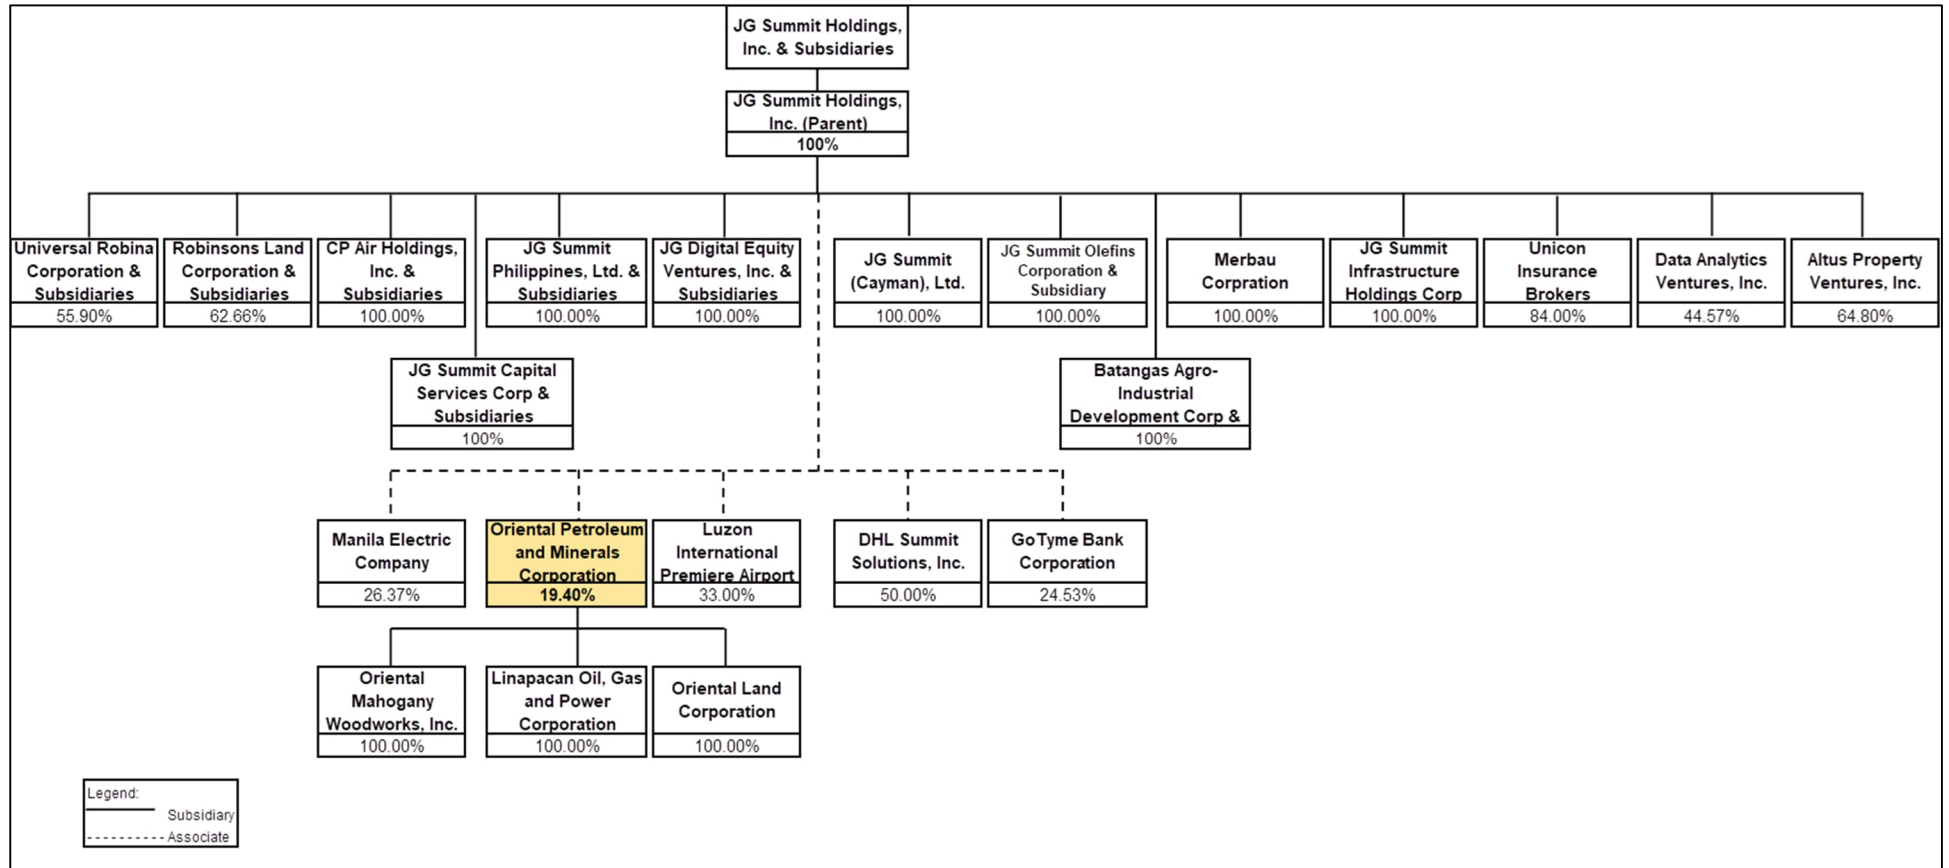 JG Summit Holdings,
Inc. & Subsidiaries
JG Summit Holdings,
Inc. (Parent)
100%
Universal Robina
Corporation &
Subsidiaries
55.90%
Robinsons Land
Corporation &
Subsidiaries
62.66%
CP Air Holdings,
Inc. &
Subsidiaries
100.00%
JG Summit
Philippines, Ltd. &
Subsidiaries
100.00%
JG Digital Equity
Ventures, Inc. &
Subsidiaries
100.00%
JG Summit
(Cayman), Ltd.
100.00%
JG Summit Olefins
Corporation &
Subsidiary
100.00%
Merbau
Corpration
100.00%
JG Summit
Infrastructure
Holdings Corp
100.00%
Unicon
Insurance
Brokers
84.00%
Data Analytics
Ventures, Inc.
44.57%
Altus Property
Ventures, Inc.
64.80%
JG Summit Capital
Services Corp &
Subsidiaries
100%
Batangas Agro-
Industrial
Development Corp &
100%
Manila Electric
Company
26.37%
Oriental Petroleum
and Minerals
Corporation
19.40%
Luzon
International
Premiere Airport
33.00%
DHL Summit
Solutions, Inc.
50.00%
GoTyme Bank
Corporation
24.53%
Oriental
Mahogany
Woodworks, Inc.
100.00%
Linapacan Oil, Gas
and Power
Corporation
100.00%
Oriental Land
Corporation
100.00%
Legend:
Subsidiary
Associate